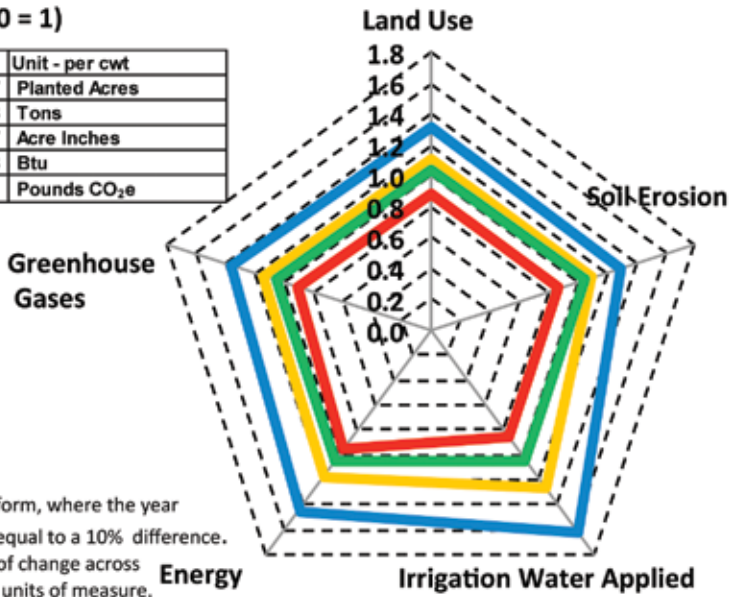 0 = 1)
Unit - per cwt
Planted Acres
Tons
Acre Inches
Btu
Pounds CO₂e
Land Use
1.8
1.6
1.4
1.2
1.0
0.8
0.6
0.4
0.2
0.0
Soil Erosion
Greenhouse
Gases
form, where the year
equal to a 10% difference.
of change across
units of measure.
Energy
Irrigation Water Applied